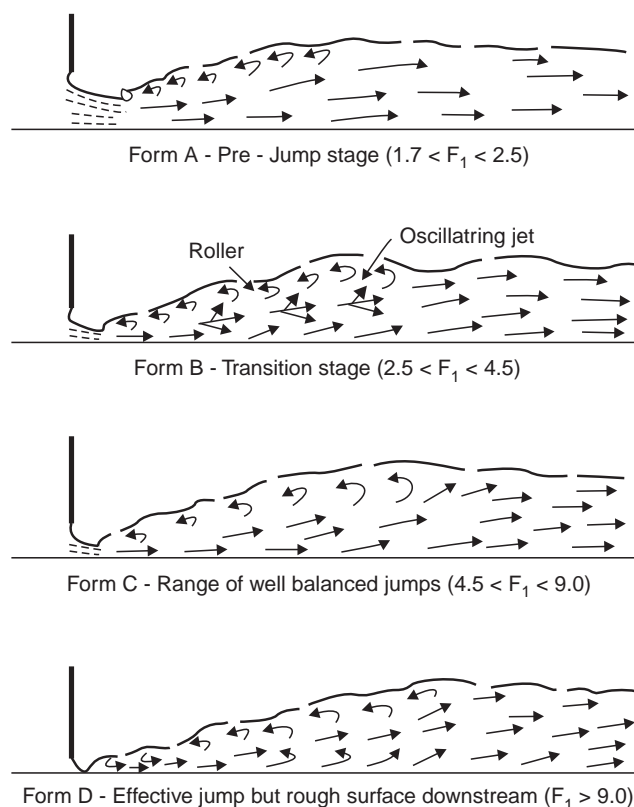 Form A - Pre - Jump stage (1.7 < F₁ < 2.5)
Roller
Oscillatring jet
Form B - Transition stage (2.5 < F₁ < 4.5)
Form C - Range of well balanced jumps (4.5 < F₁ < 9.0)
Form D - Effective jump but rough surface downstream (F₁ > 9.0)